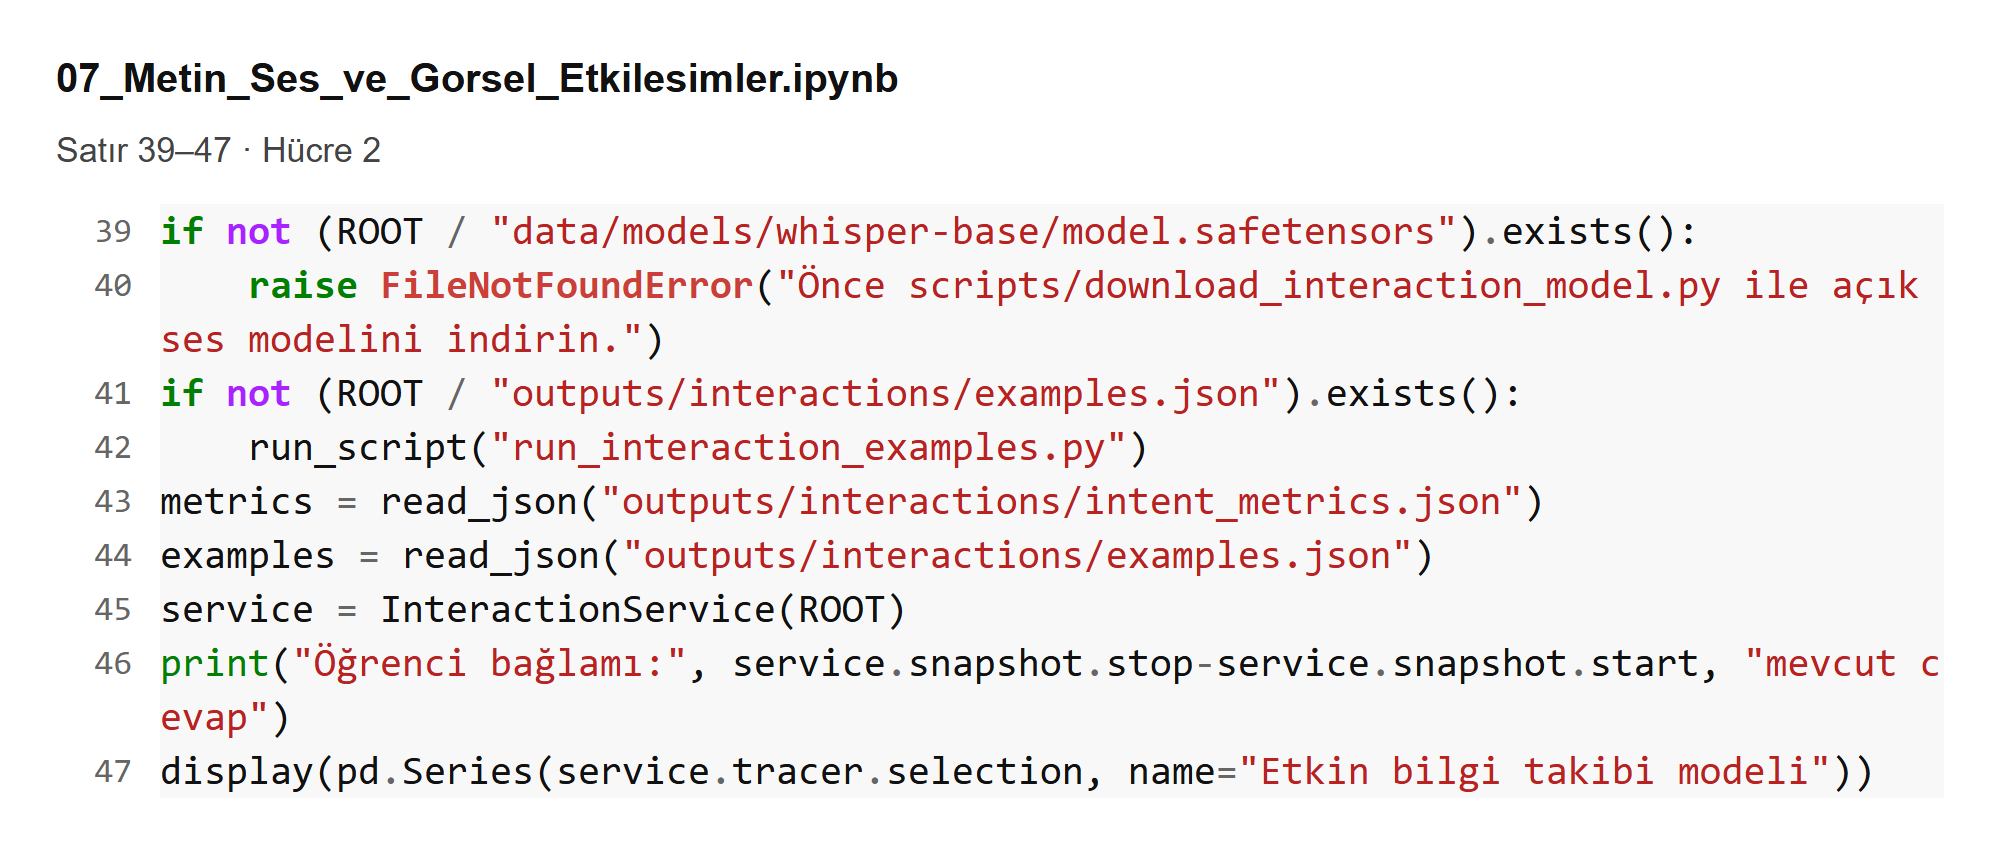 07_Metin_Ses_ve_Gorsel_Etkilesimler.ipynb
Satır 39–47 · Hücre 2
39 if not (ROOT / "data/models/whisper-base/model.safetensors").exists():
40     raise FileNotFoundError("Önce scripts/download_interaction_model.py ile açık
ses modelini indirin.")
41 if not (ROOT / "outputs/interactions/examples.json").exists():
42     run_script("run_interaction_examples.py")
43 metrics = read_json("outputs/interactions/intent_metrics.json")
44 examples = read_json("outputs/interactions/examples.json")
45 service = InteractionService(ROOT)
46 print("Öğrenci bağlamı:", service.snapshot.stop-service.snapshot.start, "mevcut c
evap")
47 display(pd.Series(service.tracer.selection, name="Etkin bilgi takibi modeli"))